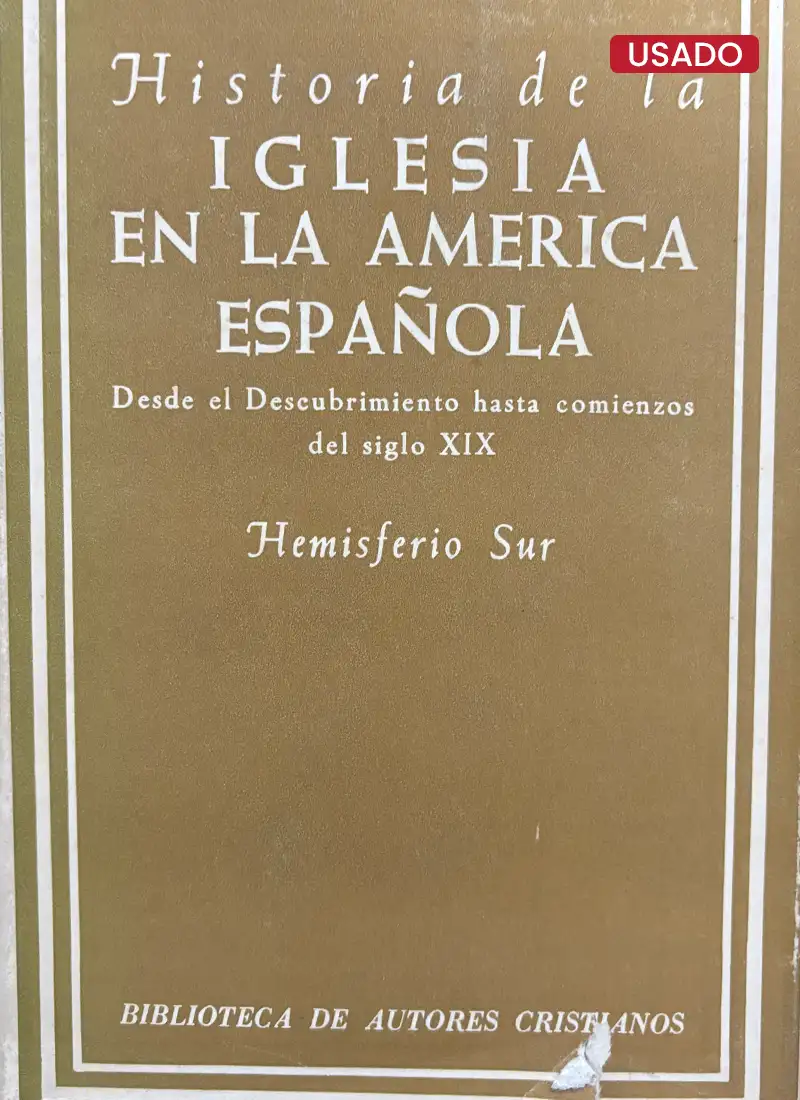 USADO
Historia de la
IGLESIA
EN LA AMERICA
ESPAÑOLA
Desde el Descubrimiento hasta comienzos
del siglo XIX
Hemisferio Sur
BIBLIOTECA DE AUTORES CRISTIANOS